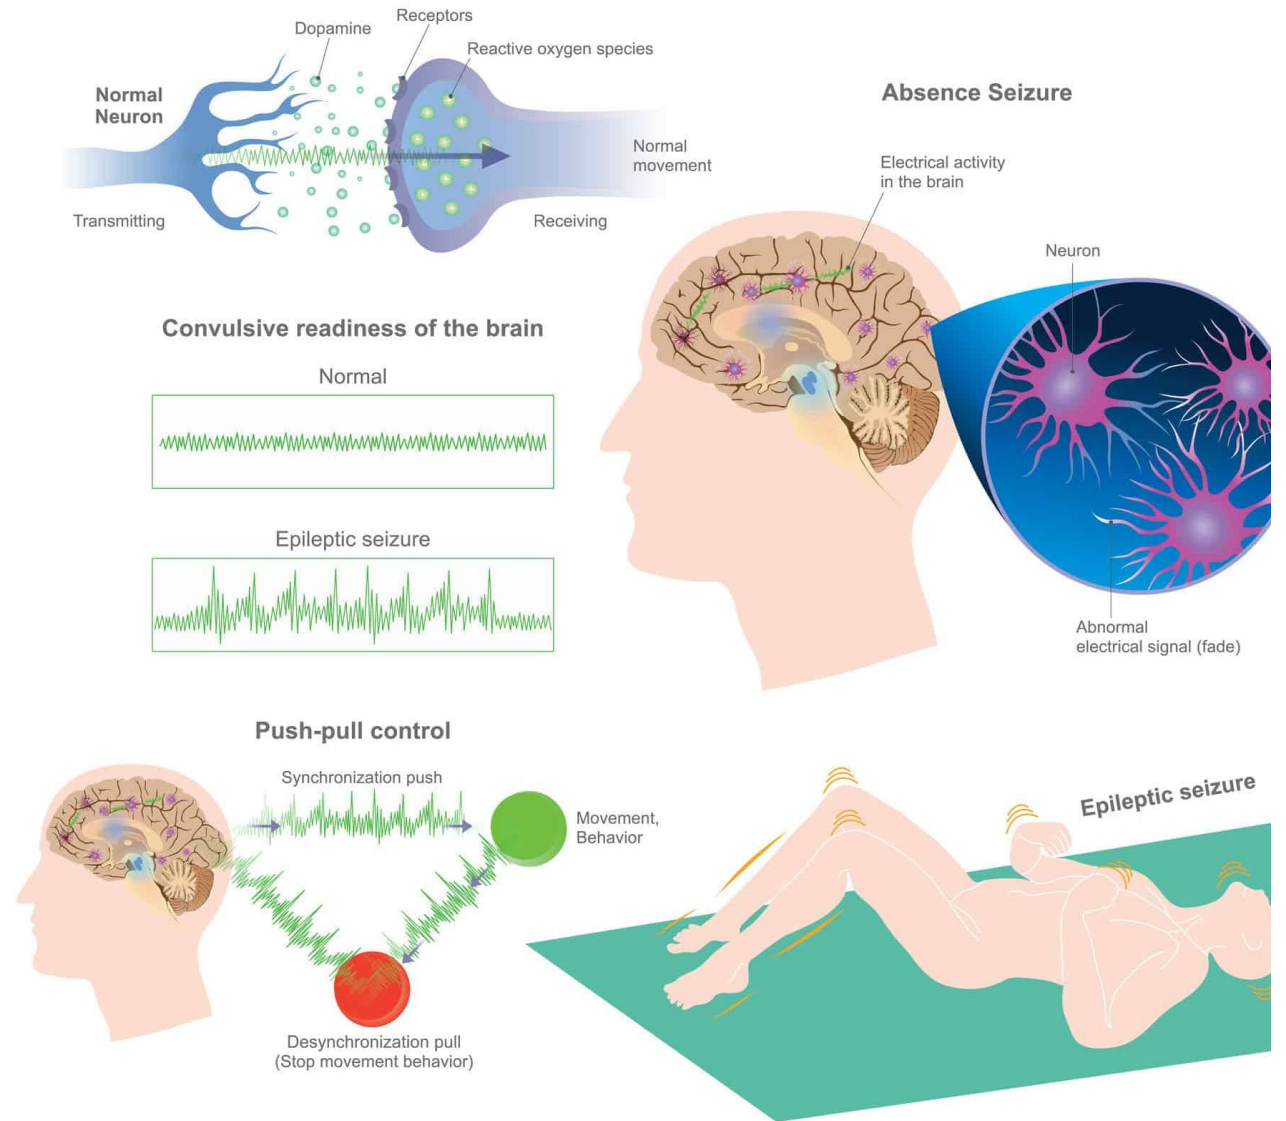 Receptors
Dopamine
Reactive oxygen species
Normal
Neuron
Normal
movement
Transmitting
Receiving
Absence Seizure
Electrical activity
in the brain
Neuron
Abnormal
electrical signal (fade)
Convulsive readiness of the brain
Normal
Epileptic seizure
Push-pull control
Synchronization push
Movement,
Behavior
Desynchronization pull
(Stop movement behavior)
Epileptic seizure